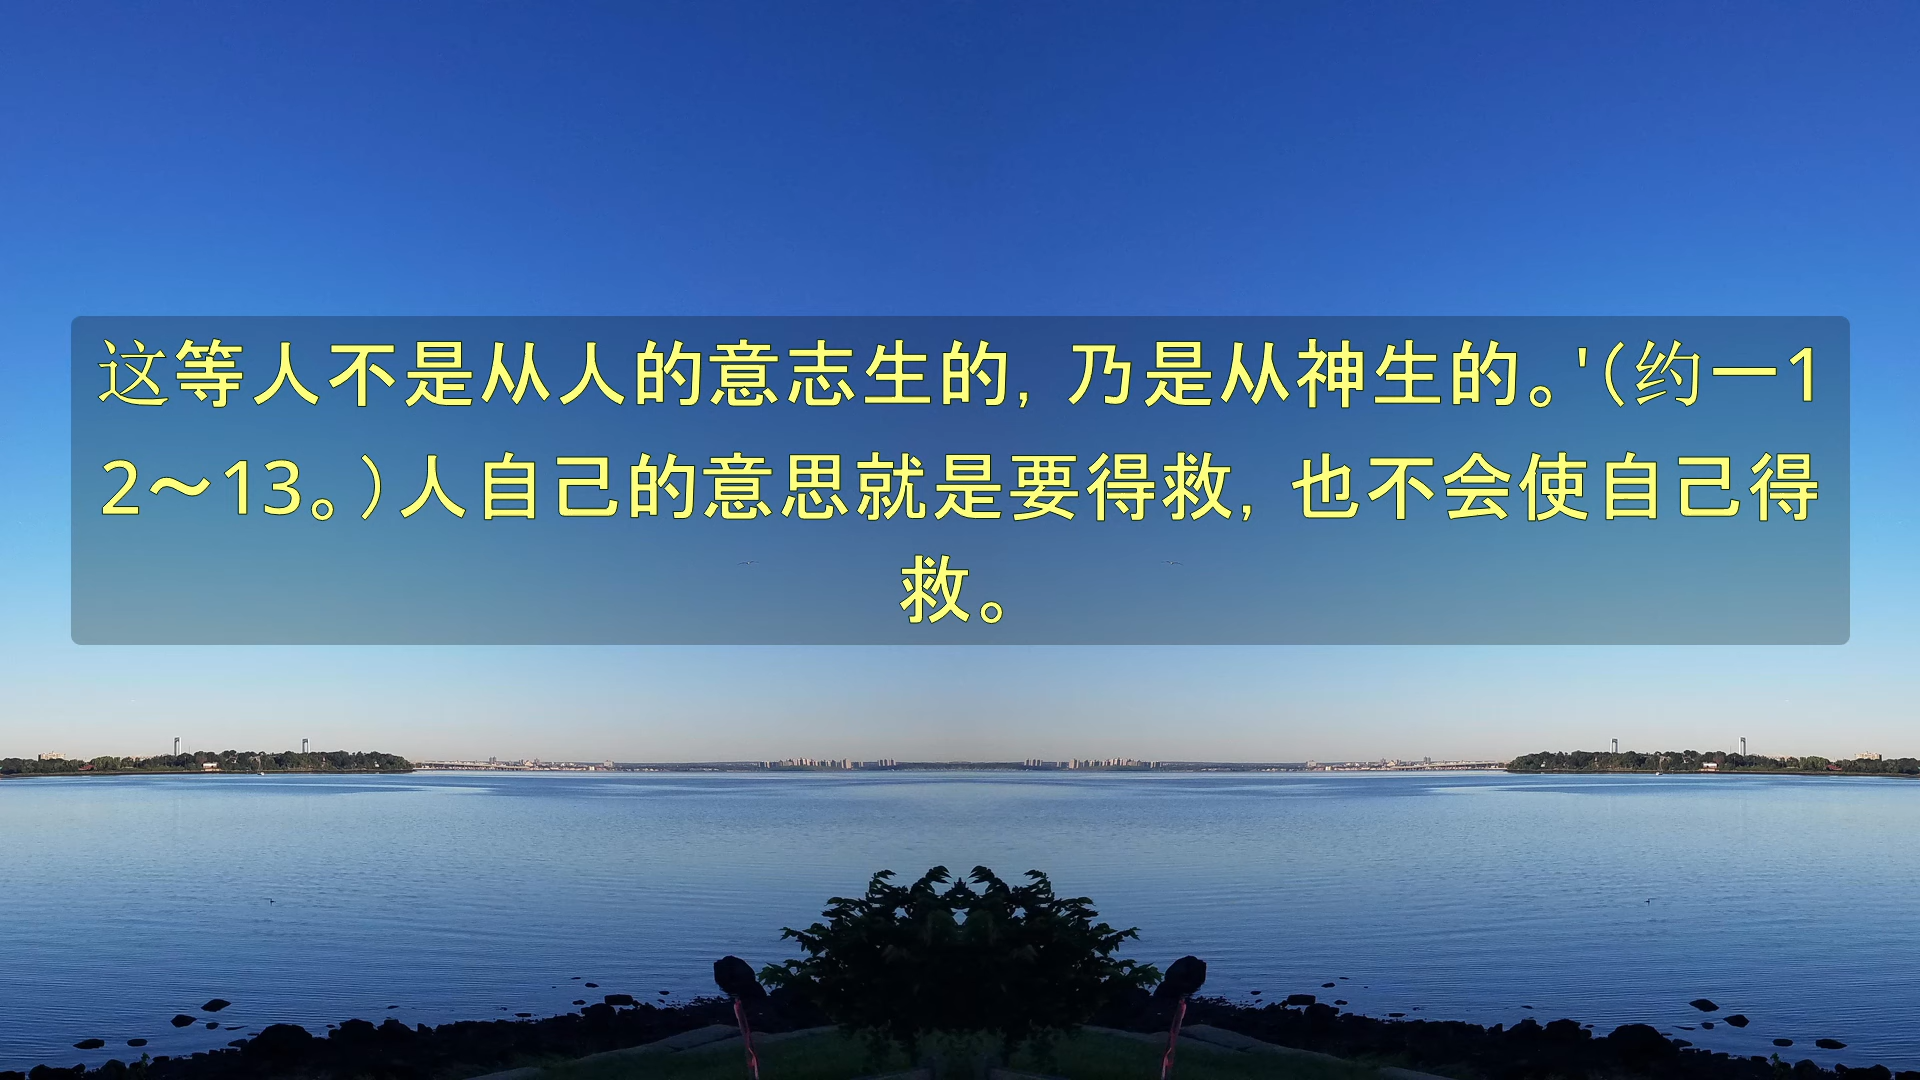 这等人不是从人的意志生的, 乃是从神生的。'(约一1
2～13。)人自己的意思就是要得救, 也不会使自己得
救。